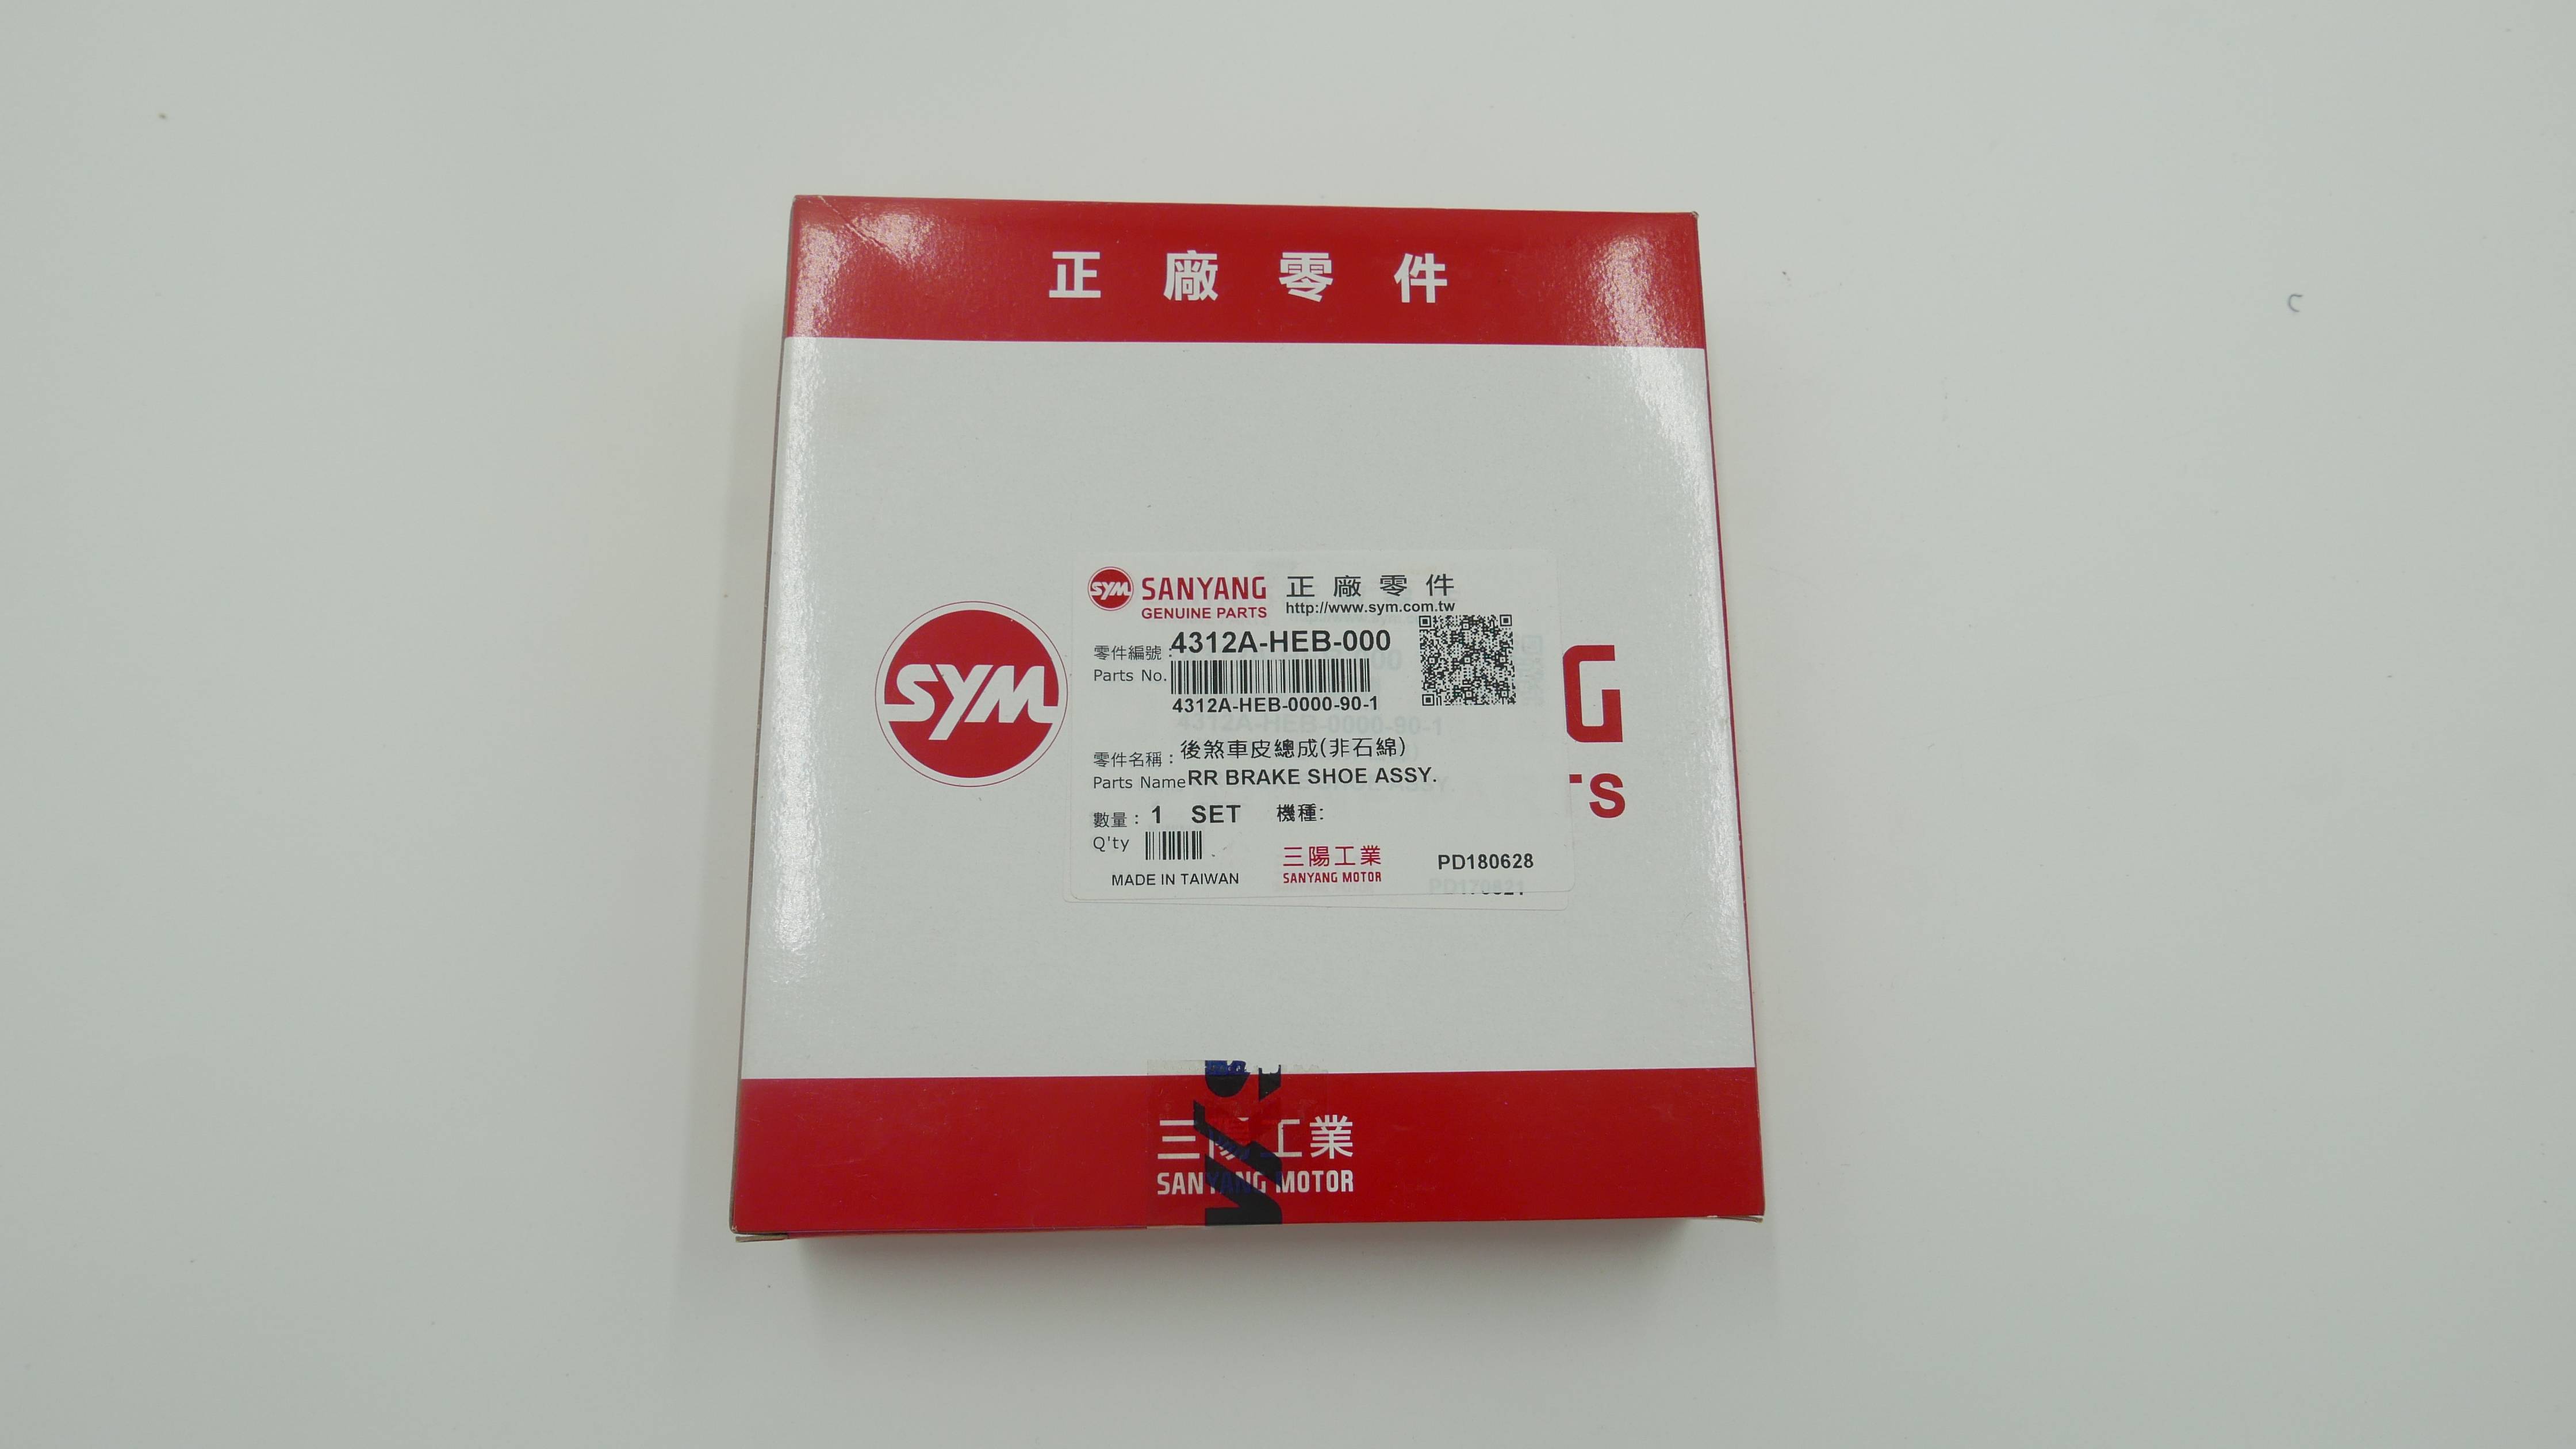 正廠零件
SYM SANYANG 正廠零件
GENUINE PARTS http://www.sym.com.tw
零件編號: 4312A-HEB-000
Parts No.
4312A-HEB-0000-90-1
零件名稱: 後煞車皮總成(非石綿)
Parts Name RR BRAKE SHOE ASSY.
數量: 1 SET 機種:
Q'ty
MADE IN TAIWAN
三陽工業
SANYANG MOTOR
PD180628
SYM
G
TS
三陽工業
SANYANG MOTOR